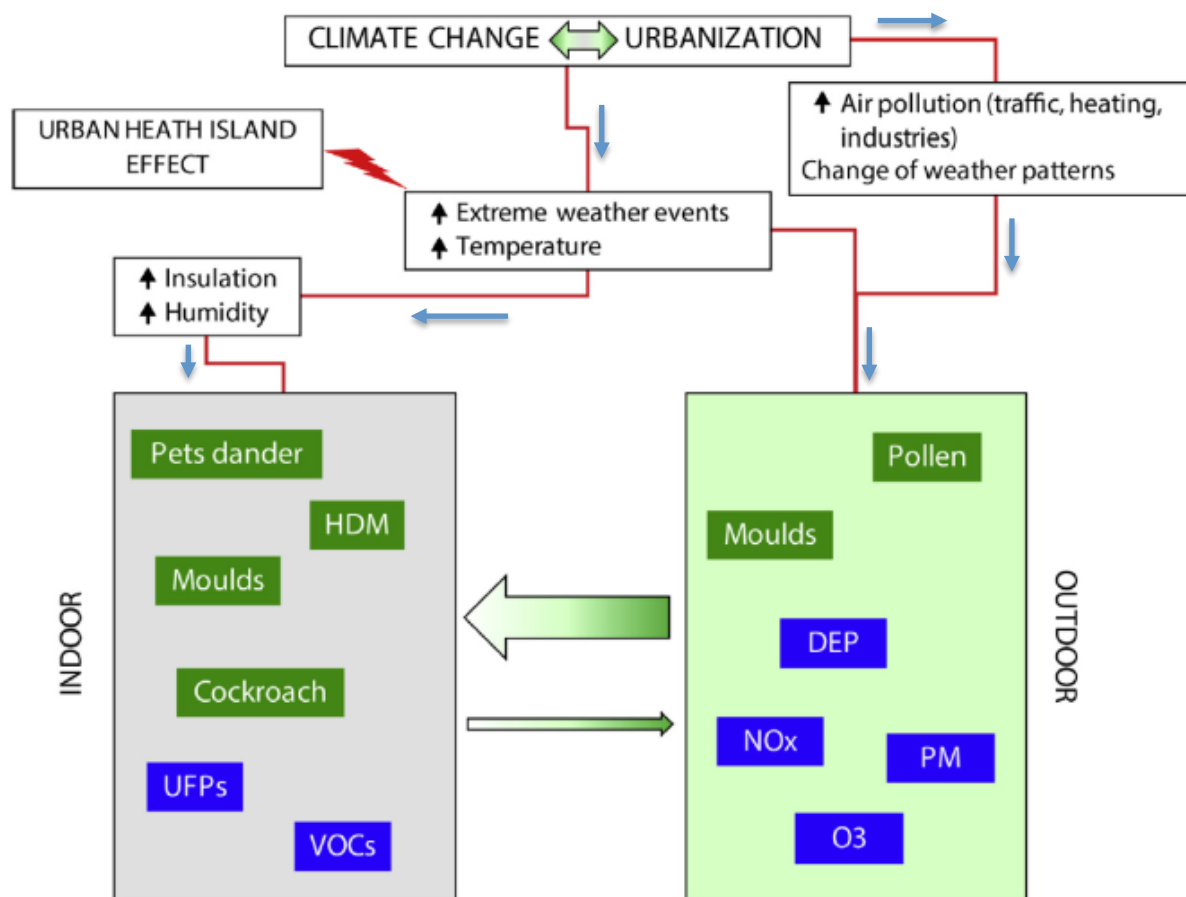 CLIMATE CHANGE URBANIZATION
URBAN HEATH ISLAND
EFFECT
Air pollution (traffic, heating,
industries)
Change of weather patterns
Extreme weather events
Temperature
Insulation
Humidity
INDOOR
Pets dander
HDM
Moulds
Cockroach
UFPs
VOCs
OUTDOOR
Pollen
Moulds
DEP
NOx
PM
O3